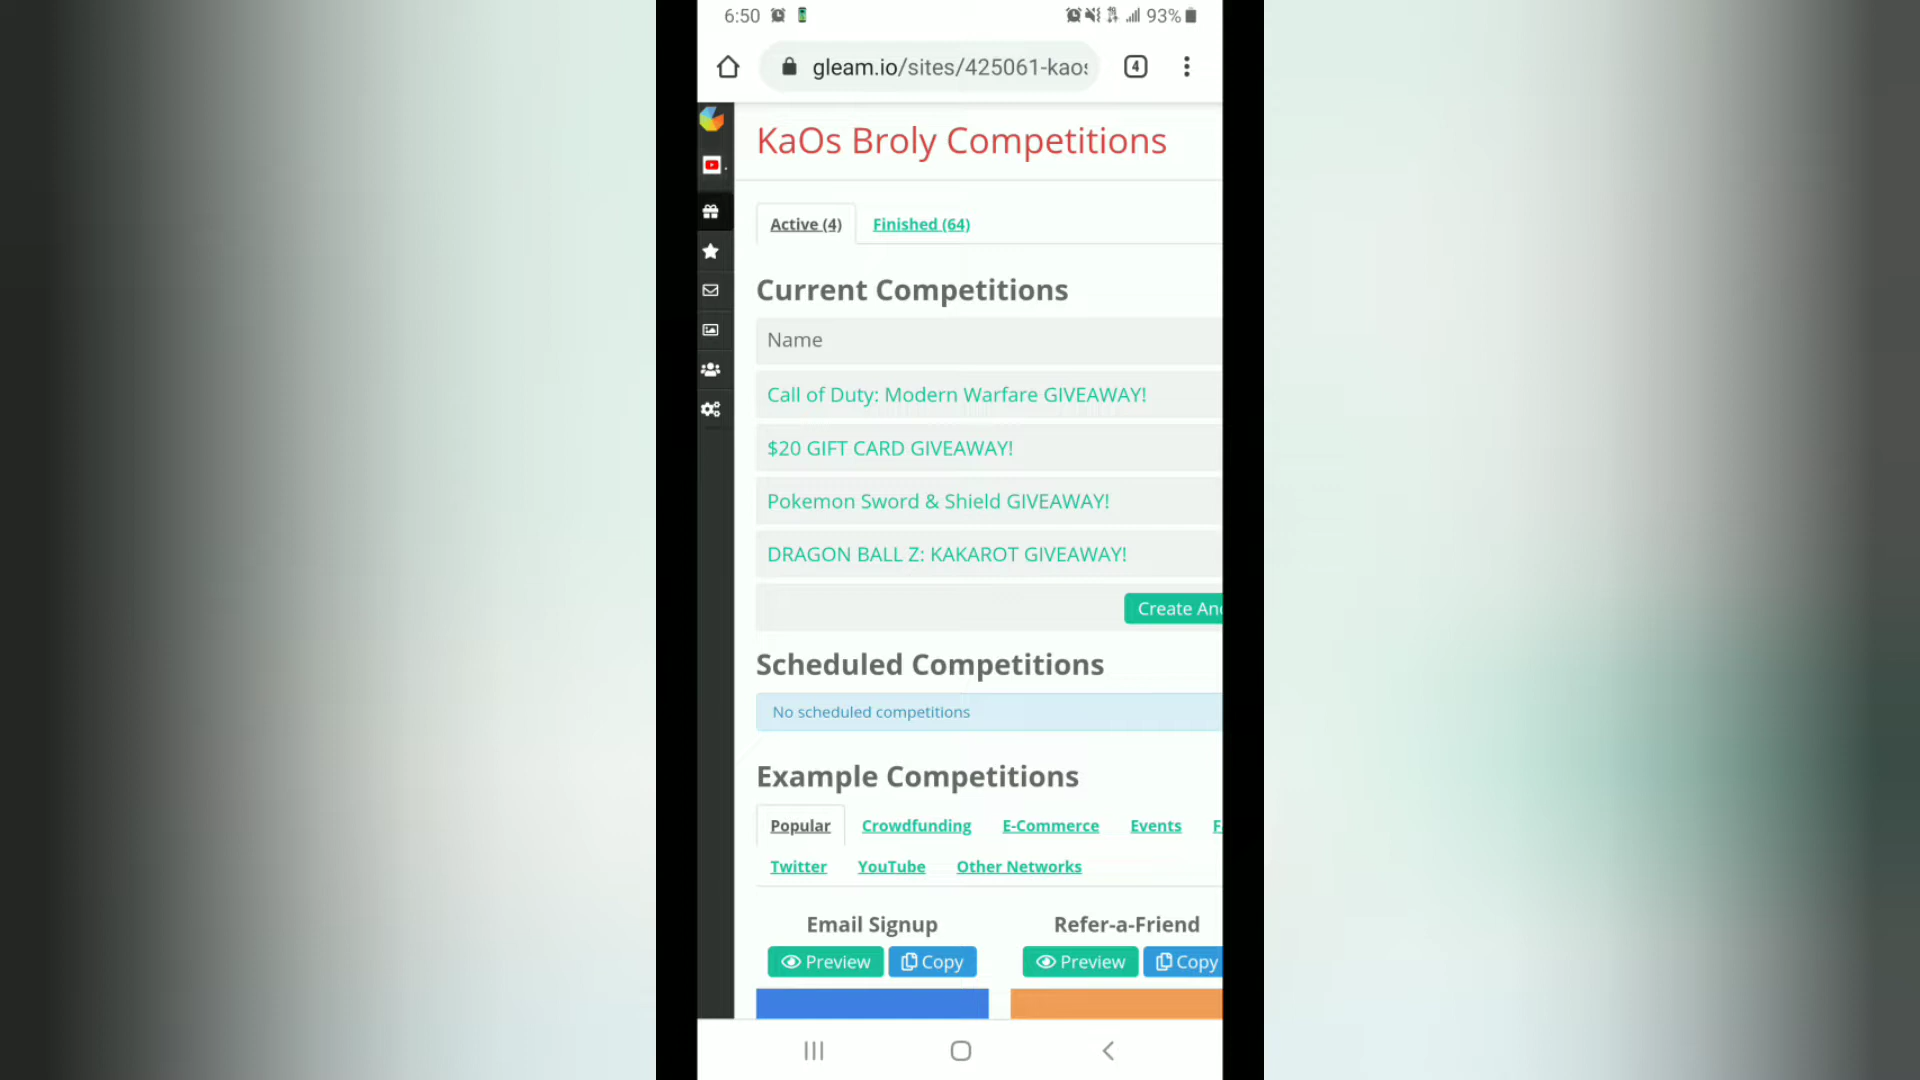 6:50
93%
gleam.io/sites/425061-kaos
4
KaOs Broly Competitions
Active (4)
Finished (64)
Current Competitions
Name
Call of Duty: Modern Warfare GIVEAWAY!
$20 GIFT CARD GIVEAWAY!
Pokemon Sword & Shield GIVEAWAY!
DRAGON BALL Z: KAKAROT GIVEAWAY!
Create
Scheduled Competitions
No scheduled competitions
Example Competitions
Popular Crowdfunding E-Commerce Events
Twitter YouTube Other Networks
Email Signup Refer-a-Friend
Preview Copy Preview Copy